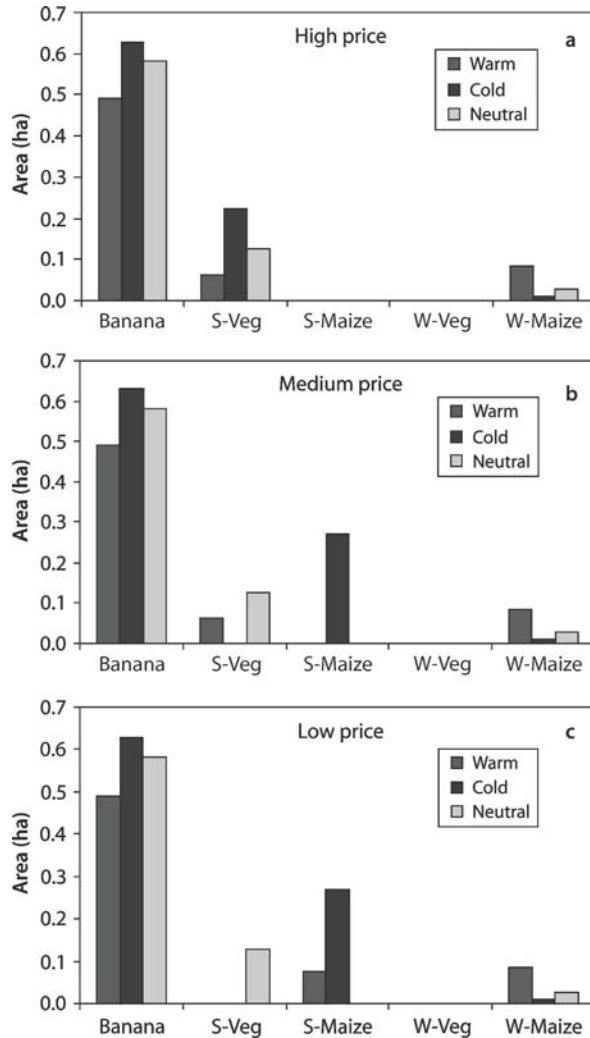 High price
a
Warm
Cold
Neutral
Area (ha)
0.7
0.6
0.5
0.4
0.3
0.2
0.1
0.0
Banana S-Veg S-Maize W-Veg W-Maize
Medium price
b
Warm
Cold
Neutral
Area (ha)
0.7
0.6
0.5
0.4
0.3
0.2
0.1
0.0
Banana S-Veg S-Maize W-Veg W-Maize
Low price
c
Warm
Cold
Neutral
Area (ha)
0.7
0.6
0.5
0.4
0.3
0.2
0.1
0.0
Banana S-Veg S-Maize W-Veg W-Maize